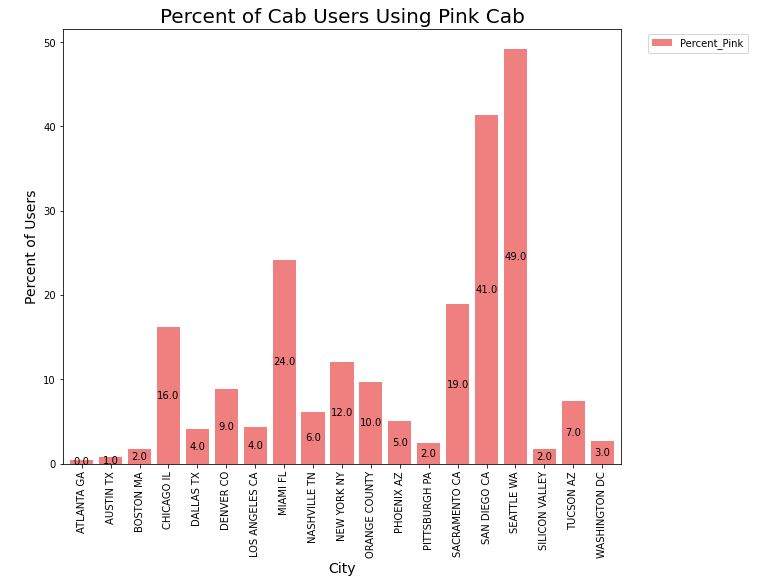 Percent of Cab Users Using Pink Cab
Percent_Pink
Percent of Users
50
40
30
20
10
0
0.0
1.0
2.0
16.0
4.0
9.0
4.0
24.0
6.0
12.0
10.0
5.0
2.0
19.0
41.0
49.0
2.0
7.0
3.0
ATLANTA GA
AUSTIN TX
BOSTON MA
CHICAGO IL
DALLAS TX
DENVER CO
LOS ANGELES CA
MIAMI FL
NASHVILLE TN
NEW YORK NY
ORANGE COUNTY
PHOENIX AZ
PITTSBURGH PA
SACRAMENTO CA
SAN DIEGO CA
SEATTLE WA
SILICON VALLEY
TUCSON AZ
WASHINGTON DC
City